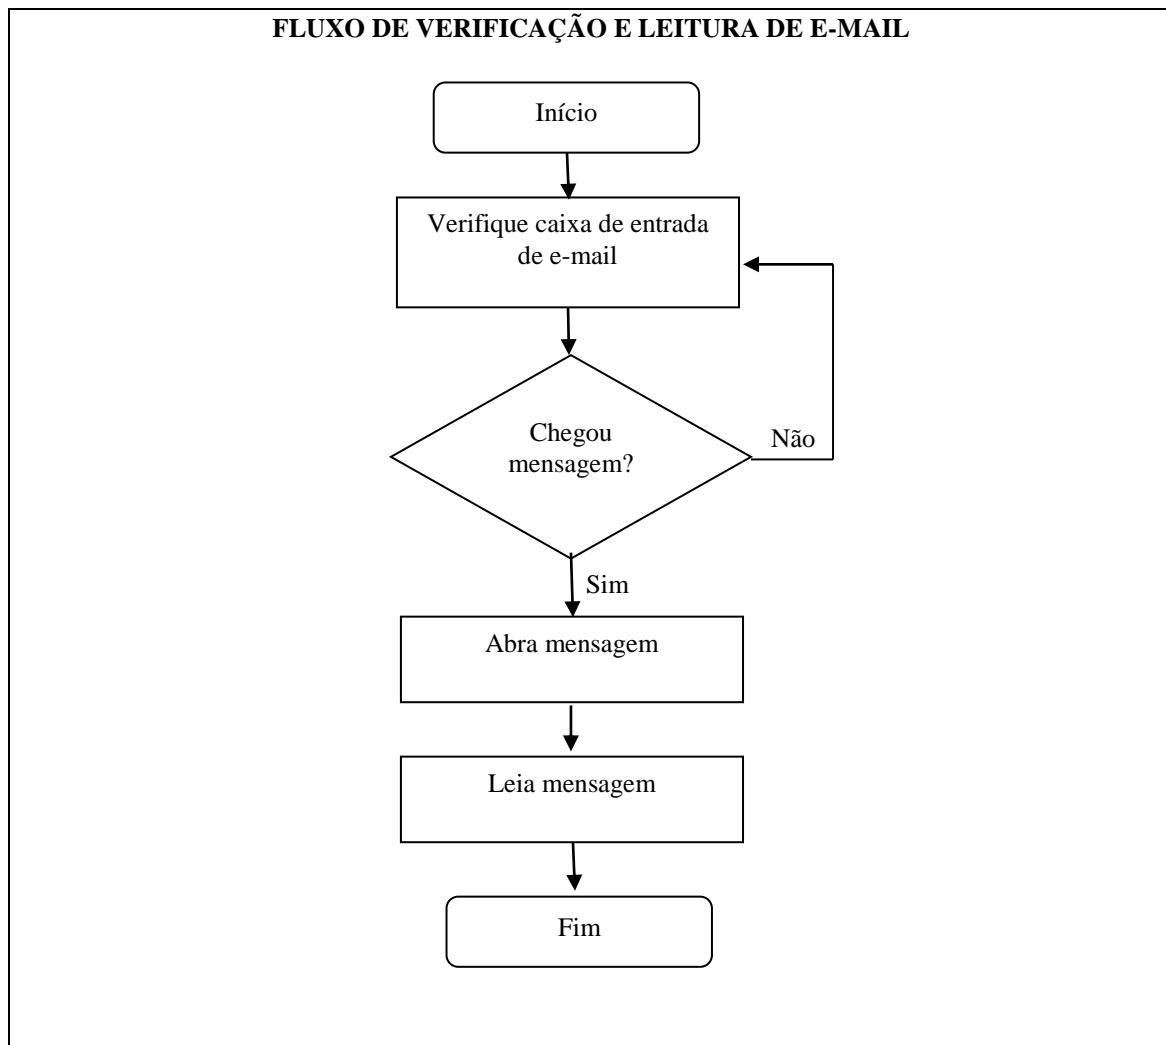 FLUXO DE VERIFICAÇÃO E LEITURA DE E-MAIL
Início
Verifique caixa de entrada
de e-mail
Chegou
mensagem?
Não
Sim
Abra mensagem
Leia mensagem
Fim